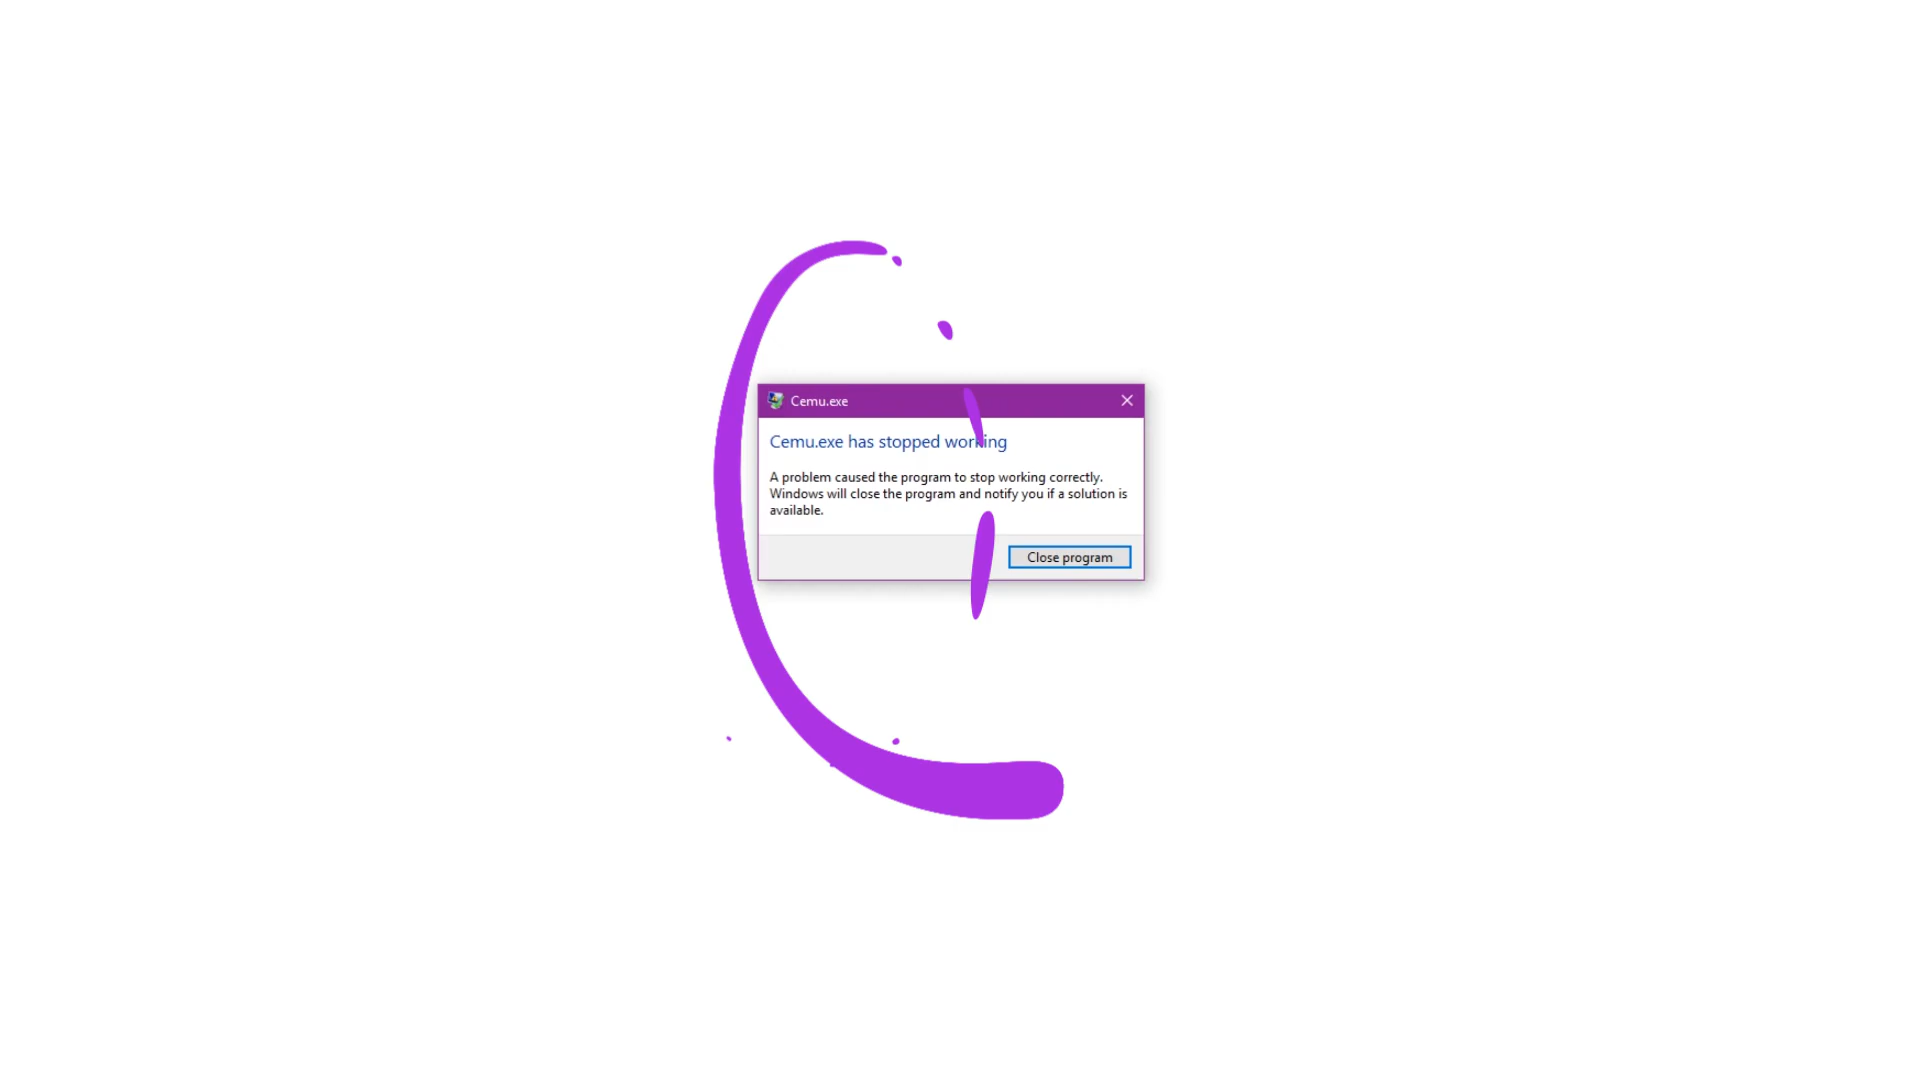 Cemu.exe
Cemu.exe has stopped working
A problem caused the program to stop working correctly.
Windows will close the program and notify you if a solution is
available.
Close program